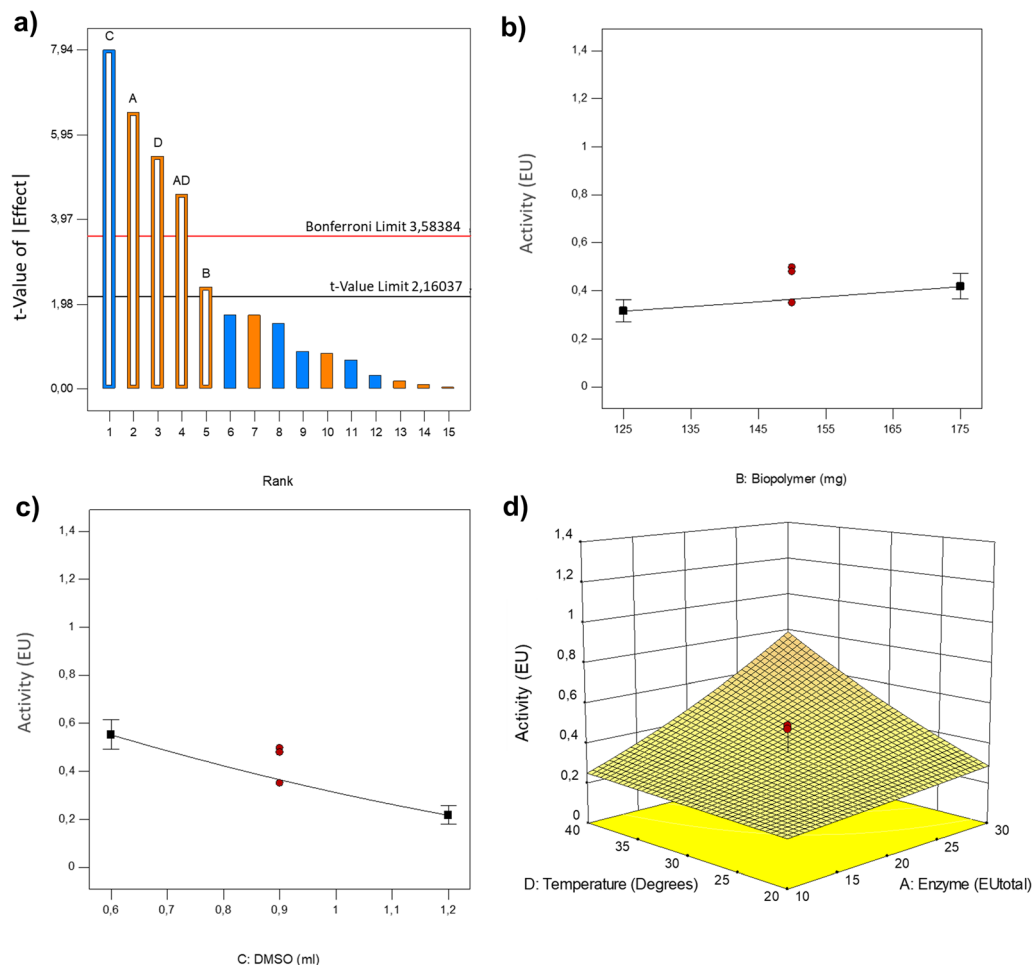 a)
t-Value of |Effect|
7,94
5,95
3,97
1,98
0,00
C
A
D
AD
B
Bonferroni Limit 3,58384
t-Value Limit 2,16037
1 2 3 4 5 6 7 8 9 10 11 12 13 14 15
Rank
b)
Activity (EU)
1,4
1,2
1
0,8
0,6
0,4
0,2
0
125 135 145 155 165 175
B: Biopolymer (mg)
c)
Activity (EU)
1,4
1,2
1
0,8
0,6
0,4
0,2
0
0,6 0,7 0,8 0,9 1 1,1 1,2
C: DMSO (ml)
d)
Activity (EU)
1,4
1,2
1
0,8
0,6
0,4
0,2
0
40 35 30 25 20
D: Temperature (Degrees)
10 15 20 25 30
A: Enzyme (EUtotal)